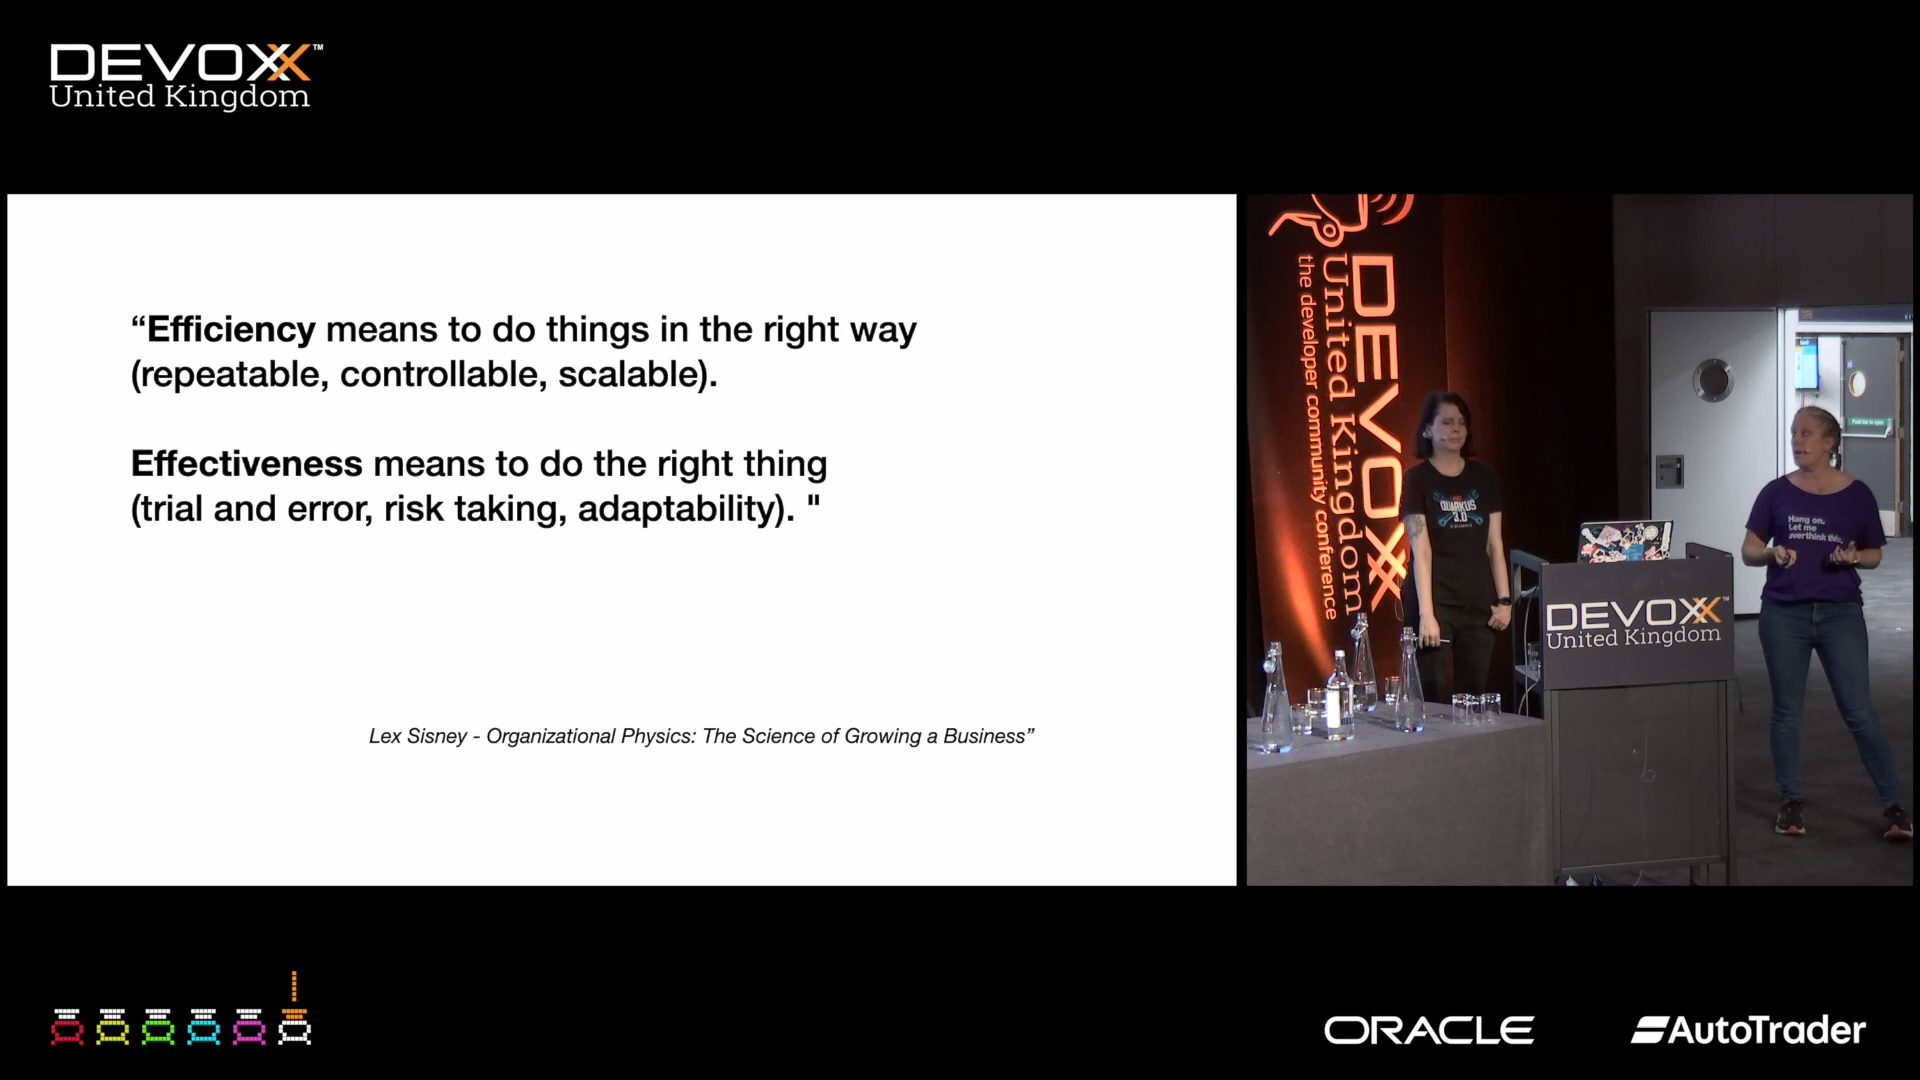 DEVOXX™
United Kingdom
“Efficiency means to do things in the right way
(repeatable, controllable, scalable).
Effectiveness means to do the right thing
(trial and error, risk taking, adaptability). "
Lex Sisney - Organizational Physics: The Science of Growing a Business”
DEVOXX
United Kingdom
the developer community conference
QUARKUS
3.0
Hang on.
Let me
overthink this.
DEVOXX™
United Kingdom
ORACLE
AutoTrader